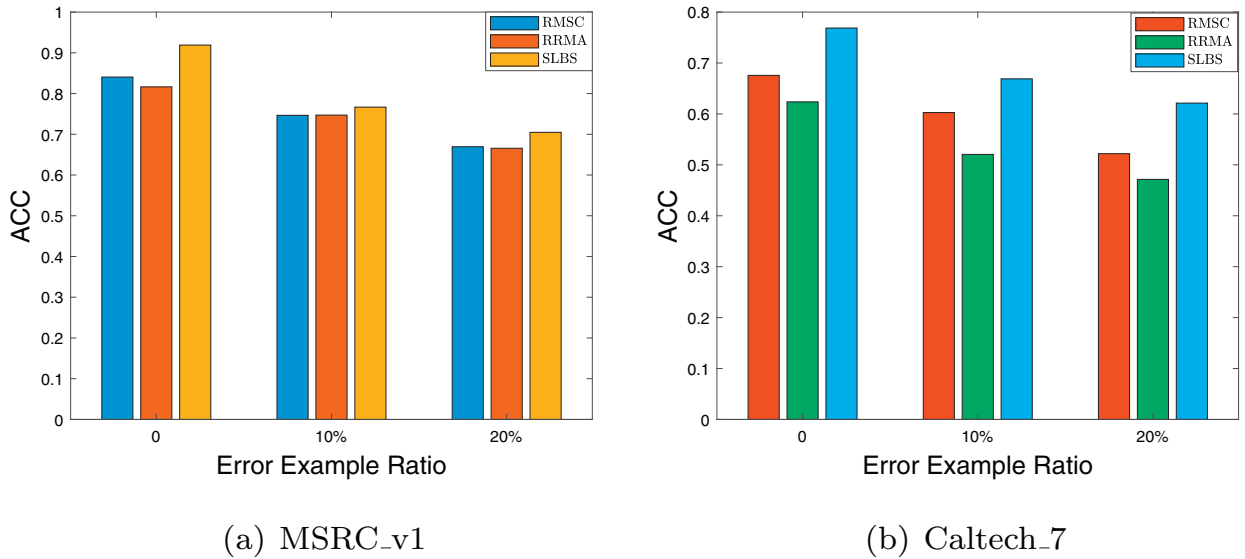 1
0.9
0.8
0.7
0.6
0.5
0.4
0.3
0.2
0.1
0
ACC
RMSC
RRMA
SLBS
0
10%
20%
Error Example Ratio
(a) MSRC_v1
0.8
0.7
0.6
0.5
0.4
0.3
0.2
0.1
0
ACC
RMSC
RRMA
SLBS
0
10%
20%
Error Example Ratio
(b) Caltech_7